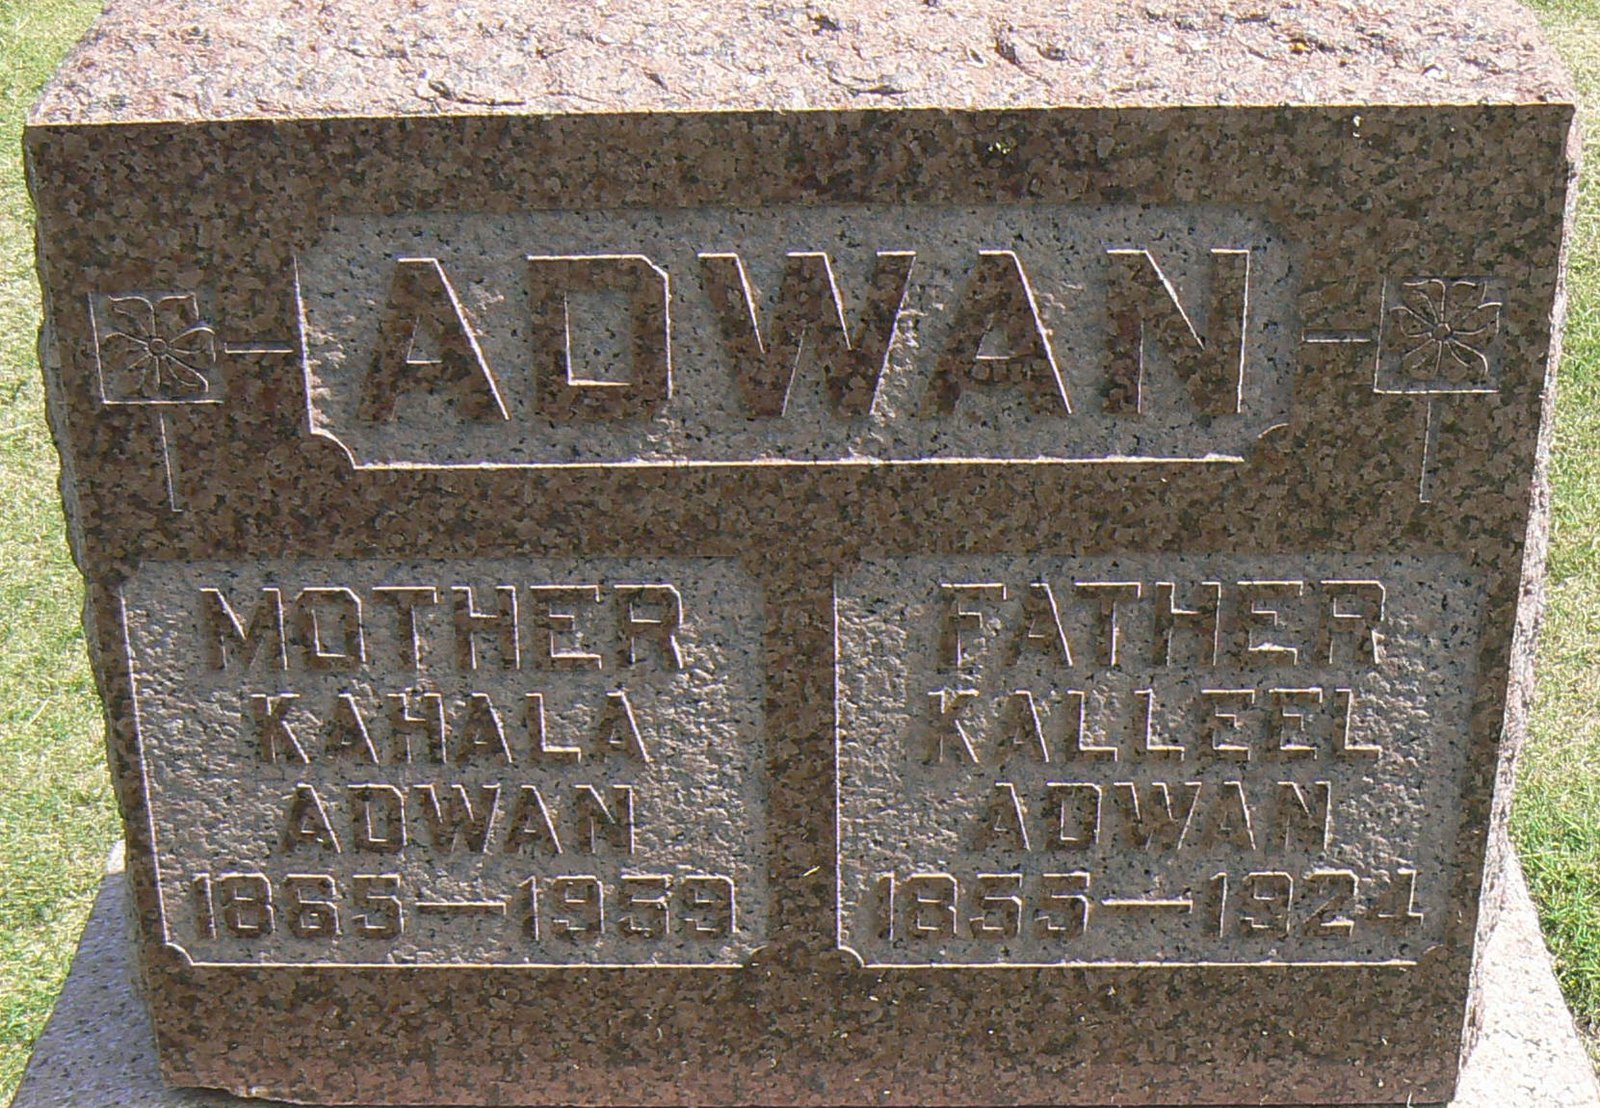 ADWAN
MOTHER
KAHALA
ADWAN
1865-1959
FATHER
KALLEEL
ADWAN
1855-1924